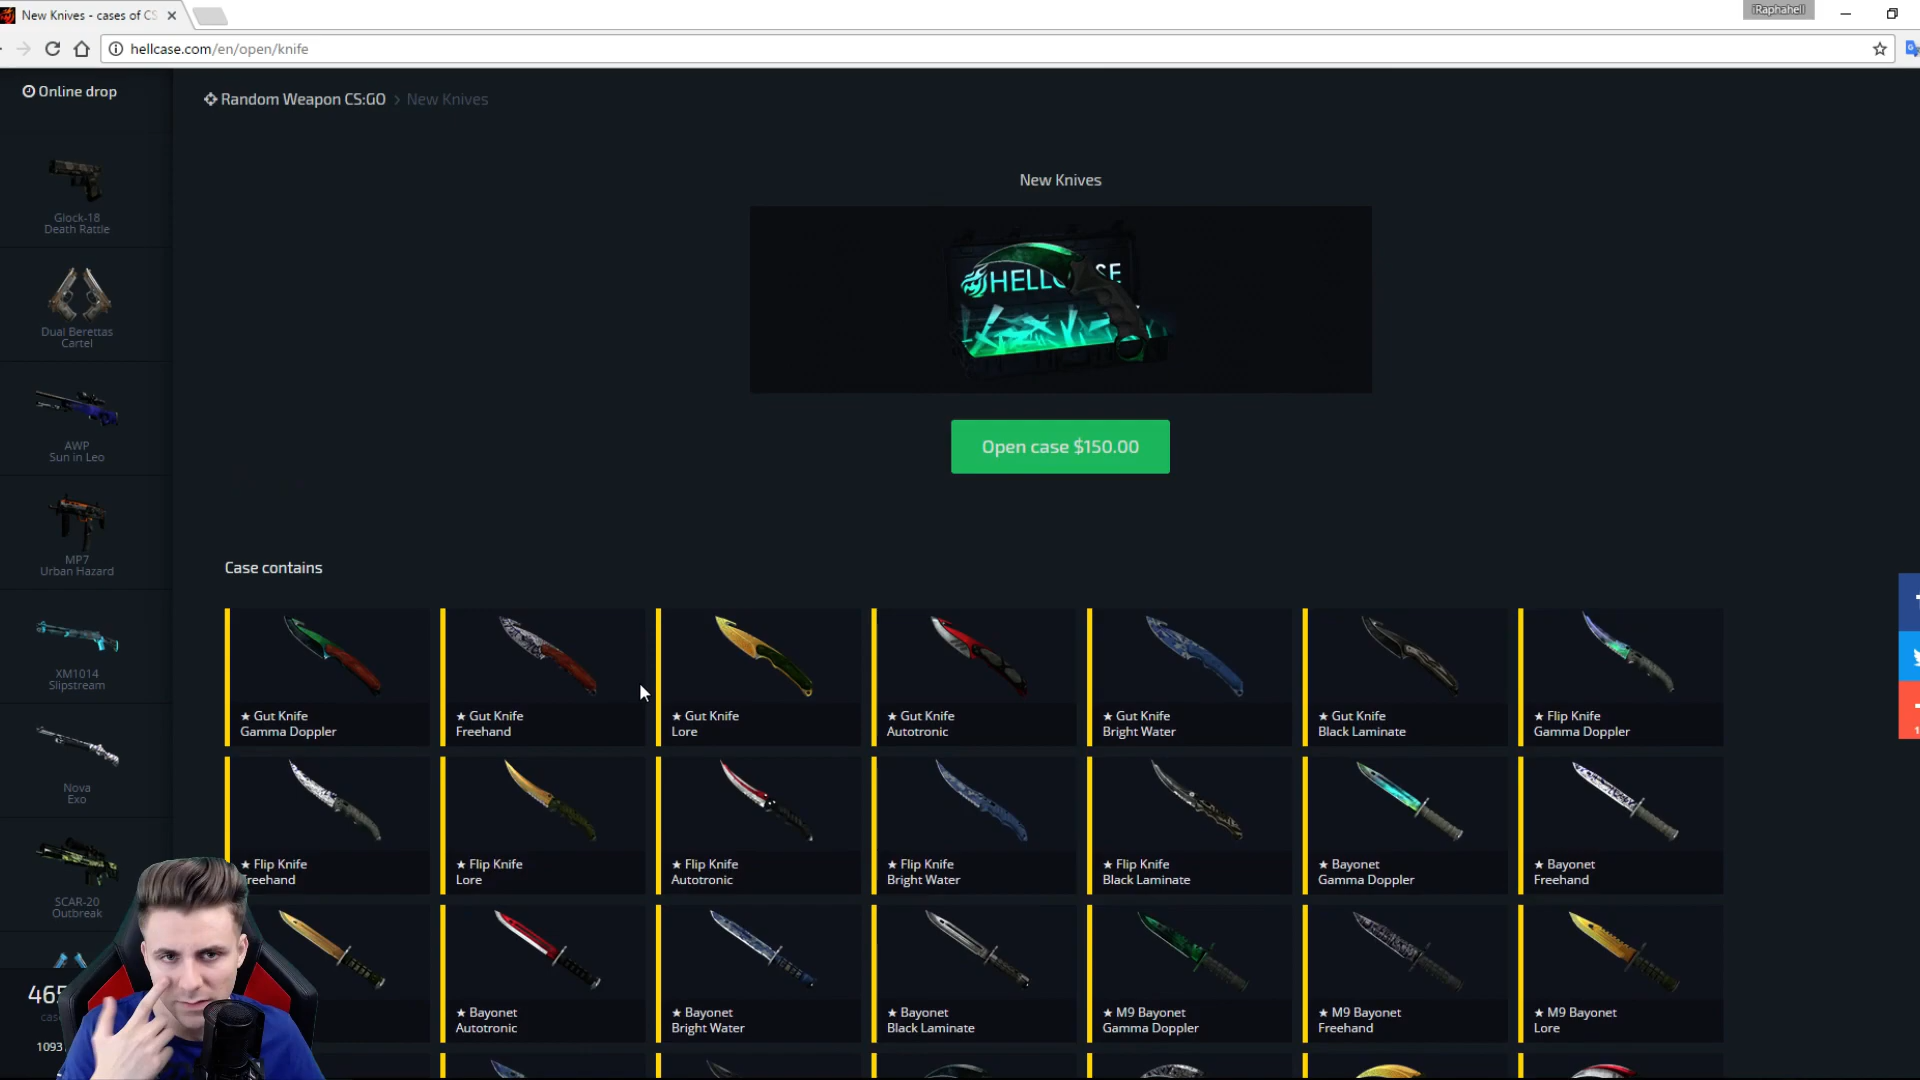 New Knives - cases of CS
iRaphahell
hellcase.com/en/open/knife
Online drop
Random Weapon CS:GO > New Knives
Glock-18
Death Rattle
Dual Berettas
Cartel
AWP
Sun in Leo
MP7
Urban Hazard
XM1014
Slipstream
Nova
Exo
SCAR-20
Outbreak
465
1093
New Knives
HELL SE
Open case $150.00
Case contains
★ Gut Knife
Gamma Doppler
★ Gut Knife
Freehand
★ Gut Knife
Lore
★ Gut Knife
Autotronic
★ Gut Knife
Bright Water
★ Gut Knife
Black Laminate
★ Flip Knife
Gamma Doppler
★ Flip Knife
Freehand
★ Flip Knife
Lore
★ Flip Knife
Autotronic
★ Flip Knife
Bright Water
★ Flip Knife
Black Laminate
★ Bayonet
Gamma Doppler
★ Bayonet
Freehand
★ Bayonet
Autotronic
★ Bayonet
Bright Water
★ Bayonet
Black Laminate
★ M9 Bayonet
Gamma Doppler
★ M9 Bayonet
Freehand
★ M9 Bayonet
Lore